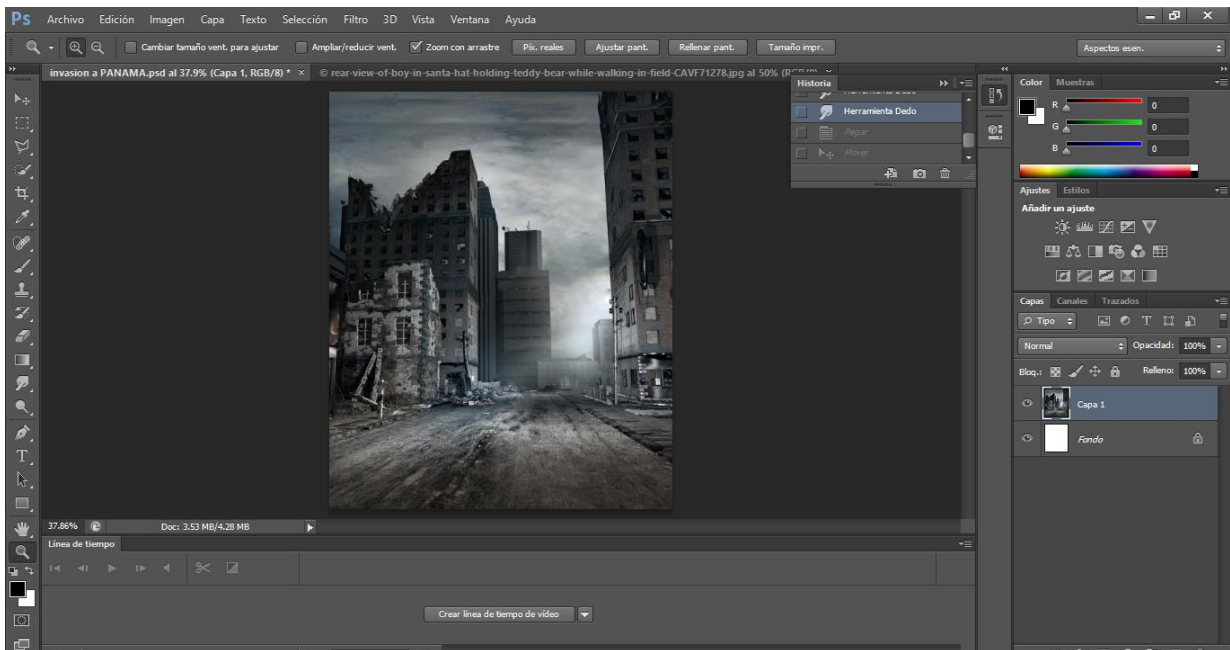 Ps Archivo Edición Imagen Capa Texto Selección Filtro 3D Vista Ventana Ayuda
Cambiar tamaño vent. para ajustar Ampliar/reducir vent. Zoom con arrastre Píx. reales Ajustar pant. Rellenar pant. Tamaño impr. Aspectos esen.
invasion a PANAMA.psd al 37.9% (Capa 1, RGB/8) * × © rear-view-of-boy-in-santa-hat-holding-teddy-bear-while-walking-in-field-CAVF71278.jpg al 50%
Historia
Herramienta Dedo
Herramienta Dedo
Pegar
Mover
Color Muestras
R 0
G 0
B 0
Ajustes Estilos
Añadir un ajuste
Capas Canales Trazados
Tipo
Normal Opacidad: 100%
Bloq.: Relleno: 100%
Capa 1
Fondo
37.86% Doc: 3.53 MB/4.28 MB
Línea de tiempo
Crear línea de tiempo de vídeo